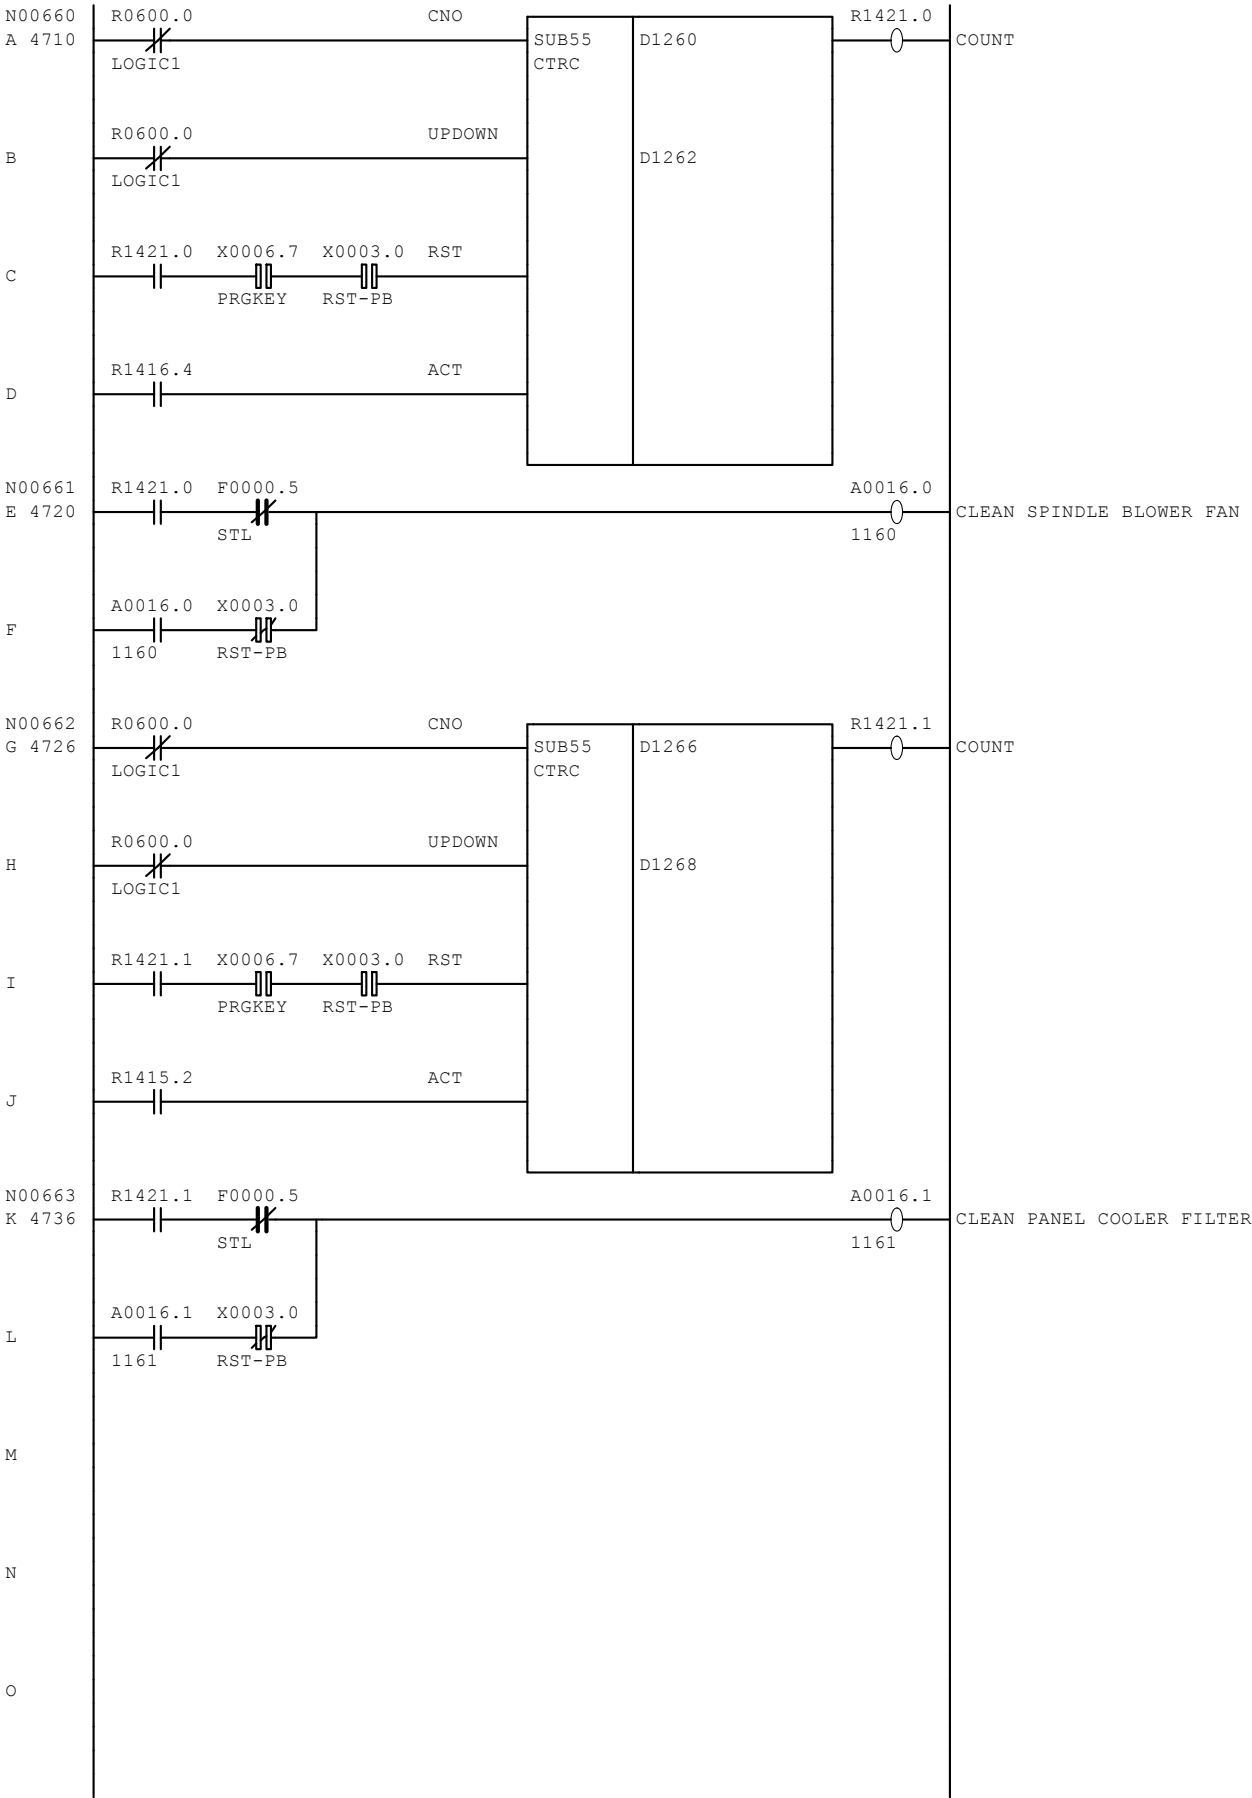 N00660 R0600.0 CNO R1421.0
A 4710 SUB55 D1260 COUNT
LOGIC1 CTRC
R0600.0 UPDOWN
B D1262
LOGIC1
R1421.0 X0006.7 X0003.0 RST
C
PRGKEY RST-PB
R1416.4 ACT
D
N00661 R1421.0 F0000.5 A0016.0
E 4720 CLEAN SPINDLE BLOWER FAN
STL 1160
A0016.0 X0003.0
F
1160 RST-PB
N00662 R0600.0 CNO R1421.1
G 4726 SUB55 D1266 COUNT
LOGIC1 CTRC
R0600.0 UPDOWN
H D1268
LOGIC1
R1421.1 X0006.7 X0003.0 RST
I
PRGKEY RST-PB
R1415.2 ACT
J
N00663 R1421.1 F0000.5 A0016.1
K 4736 CLEAN PANEL COOLER FILTER
STL 1161
A0016.1 X0003.0
L
1161 RST-PB
M
N
O